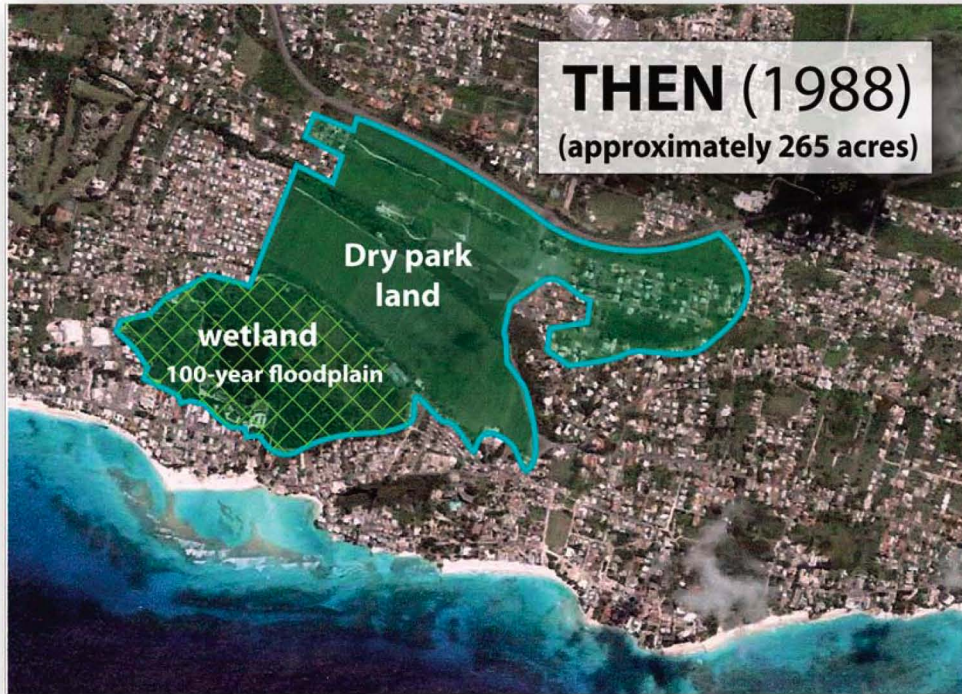 THEN (1988)
(approximately 265 acres)
Dry park
land
wetland
100-year floodplain